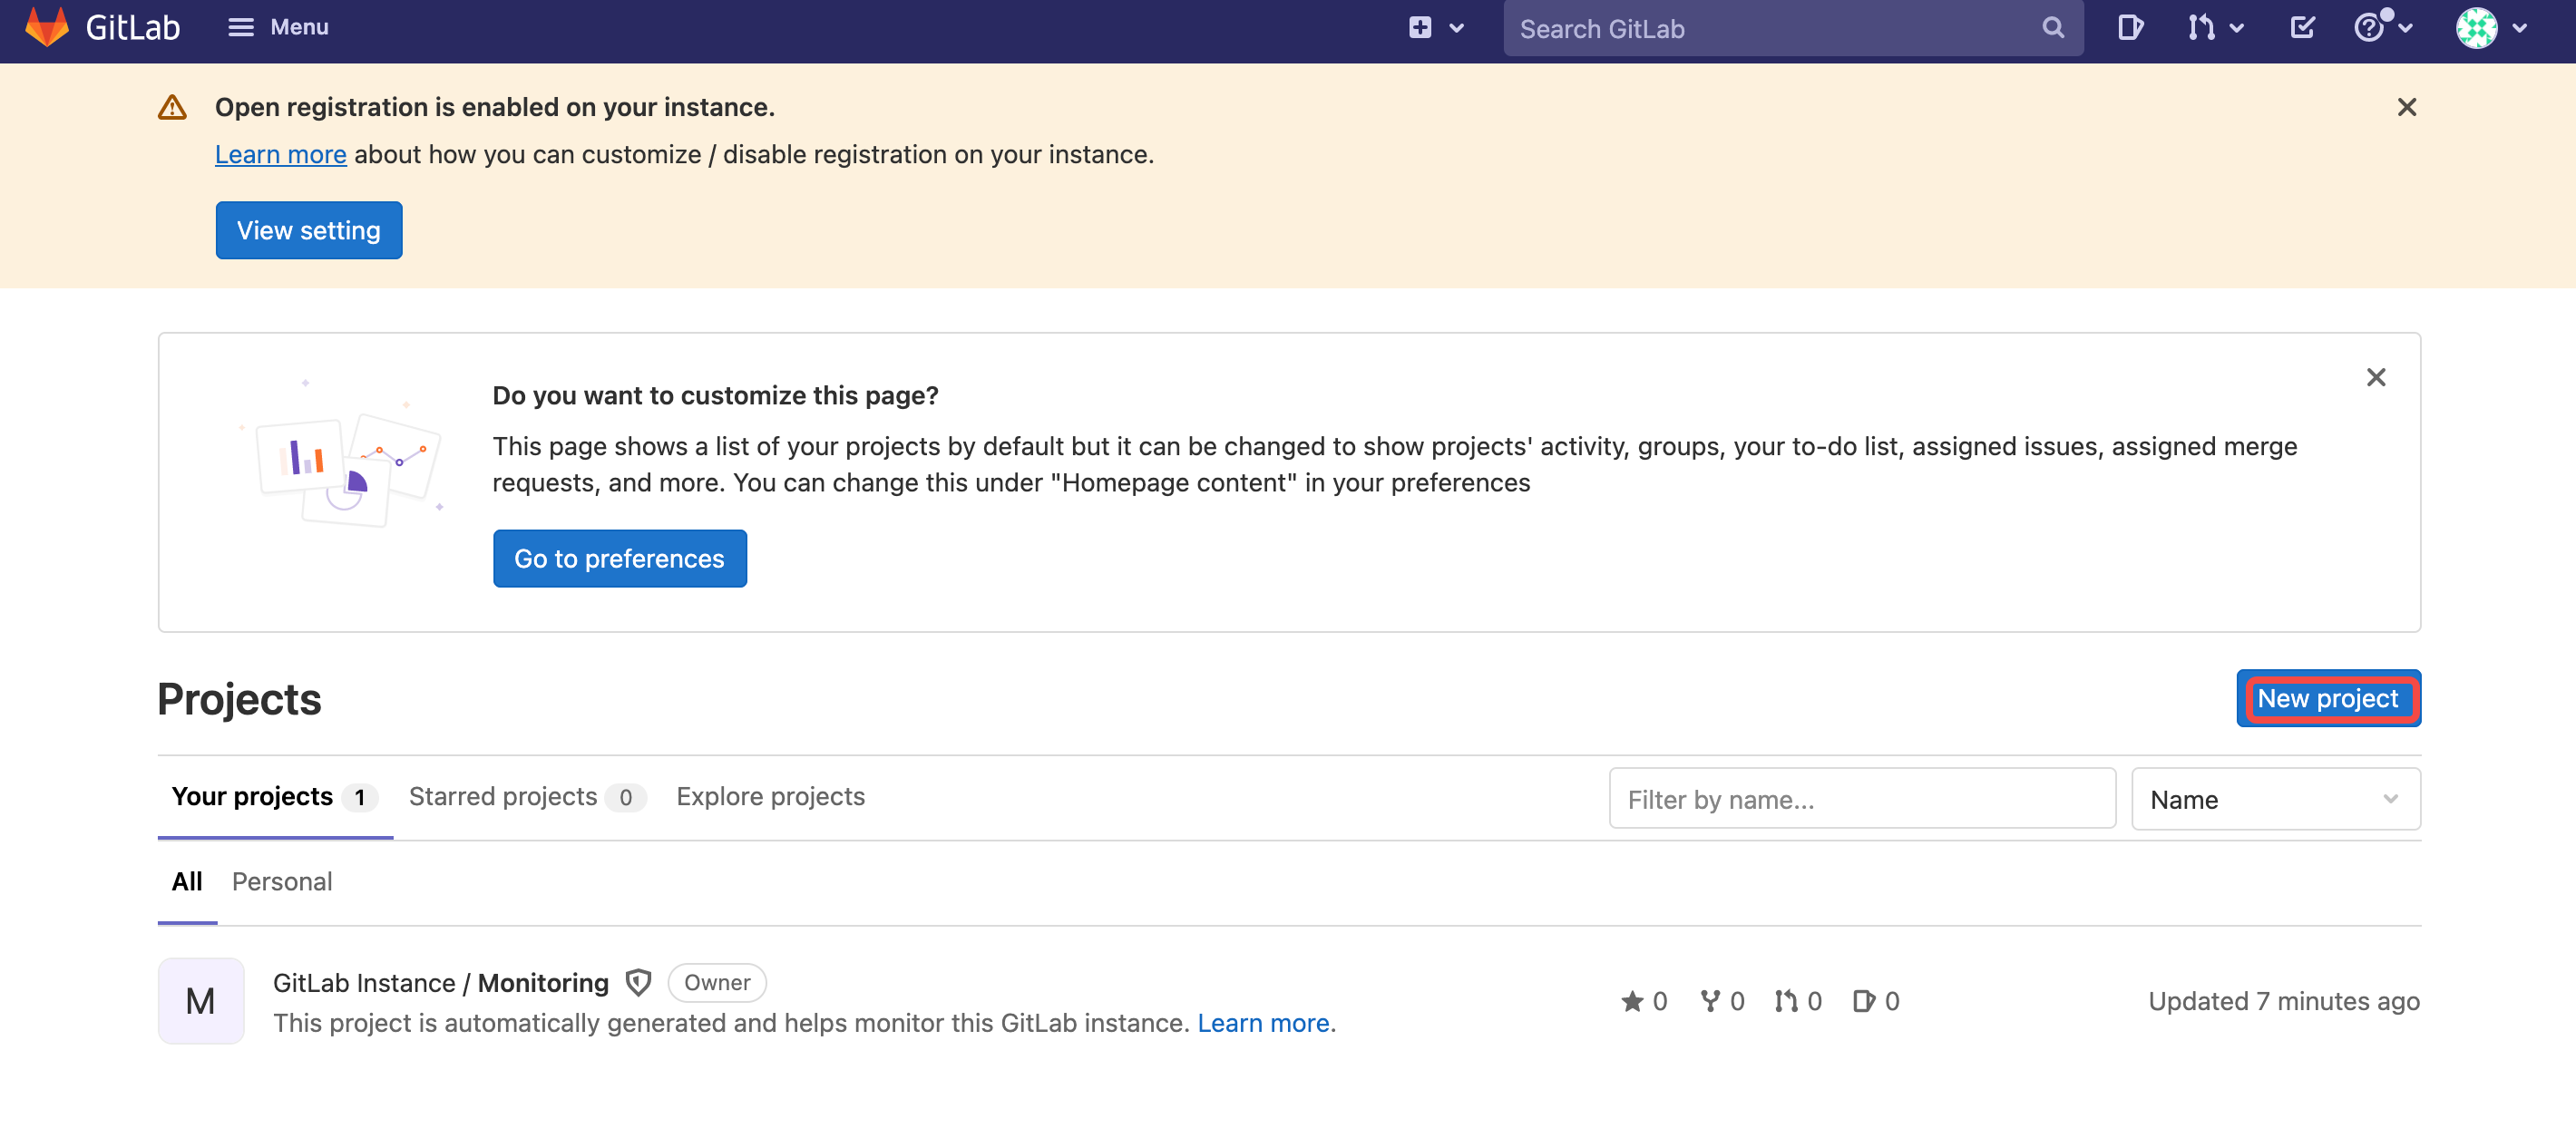 GitLab
Menu
Search GitLab
Open registration is enabled on your instance.
Learn more about how you can customize / disable registration on your instance.
View setting
Do you want to customize this page?
This page shows a list of your projects by default but it can be changed to show projects' activity, groups, your to-do list, assigned issues, assigned merge
requests, and more. You can change this under "Homepage content" in your preferences
Go to preferences
Projects
New project
Your projects 1 Starred projects 0 Explore projects
Filter by name...
Name
All Personal
M
GitLab Instance / Monitoring Owner
This project is automatically generated and helps monitor this GitLab instance. Learn more.
0 0 0 0
Updated 7 minutes ago